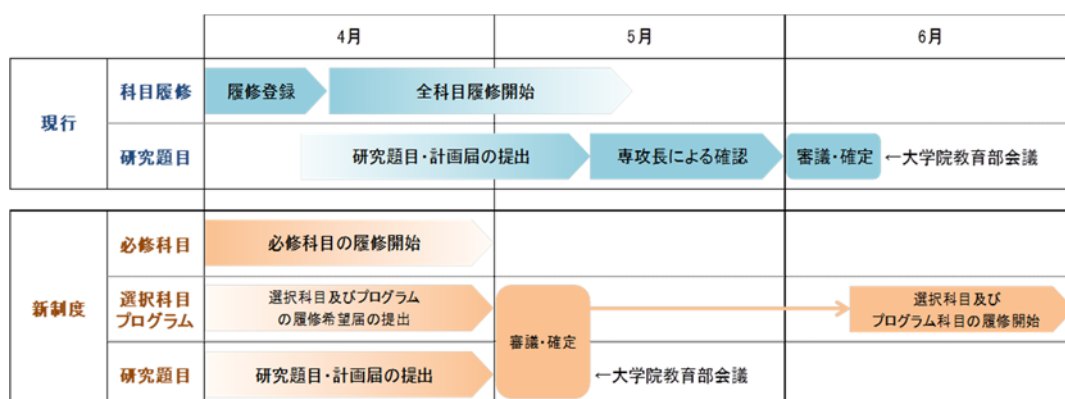 4月
5月
6月
現行
科目履修
履修登録
全科目履修開始
研究題目
研究題目・計画届の提出
専攻長による確認
審議・確定
←大学院教育部会議
新制度
必修科目
必修科目の履修開始
選択科目
プログラム
選択科目及びプログラム
の履修希望届の提出
審議・確定
選択科目及び
プログラム科目の履修開始
研究題目
研究題目・計画届の提出
←大学院教育部会議